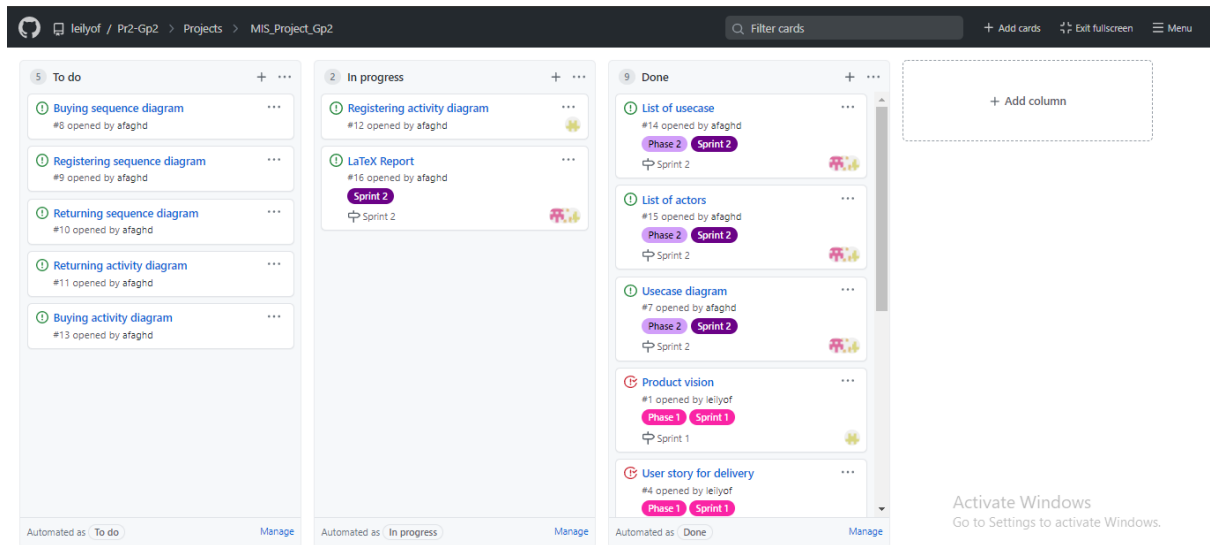 leilyof / Pr2-Gp2 > Projects > MIS_Project_Gp2
Filter cards
+ Add cards
Exit fullscreen
Menu
5 To do
Buying sequence diagram
#8 opened by afaghd
Registering sequence diagram
#9 opened by afaghd
Returning sequence diagram
#10 opened by afaghd
Returning activity diagram
#11 opened by afaghd
Buying activity diagram
#13 opened by afaghd
Automated as To do
Manage
2 In progress
Registering activity diagram
#12 opened by afaghd
LaTeX Report
#16 opened by afaghd
Sprint 2
Sprint 2
Automated as In progress
Manage
9 Done
List of usecase
#14 opened by afaghd
Phase 2 Sprint 2
Sprint 2
List of actors
#15 opened by afaghd
Phase 2 Sprint 2
Sprint 2
Usecase diagram
#7 opened by afaghd
Phase 2 Sprint 2
Sprint 2
Product vision
#1 opened by leilyof
Phase 1 Sprint 1
Sprint 1
User story for delivery
#4 opened by leilyof
Phase 1 Sprint 1
Automated as Done
Manage
+ Add column
Activate Windows
Go to Settings to activate Windows.